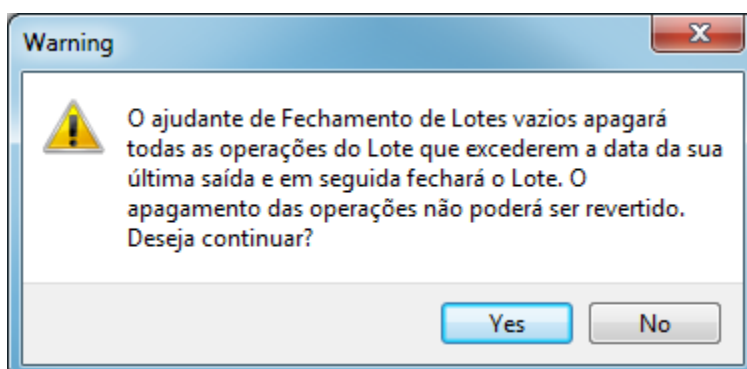 Warning
O ajudante de Fechamento de Lotes vazios apagará
todas as operações do Lote que excederem a data da sua
última saída e em seguida fechará o Lote. O
apagamento das operações não poderá ser revertido.
Deseja continuar?
Yes
No